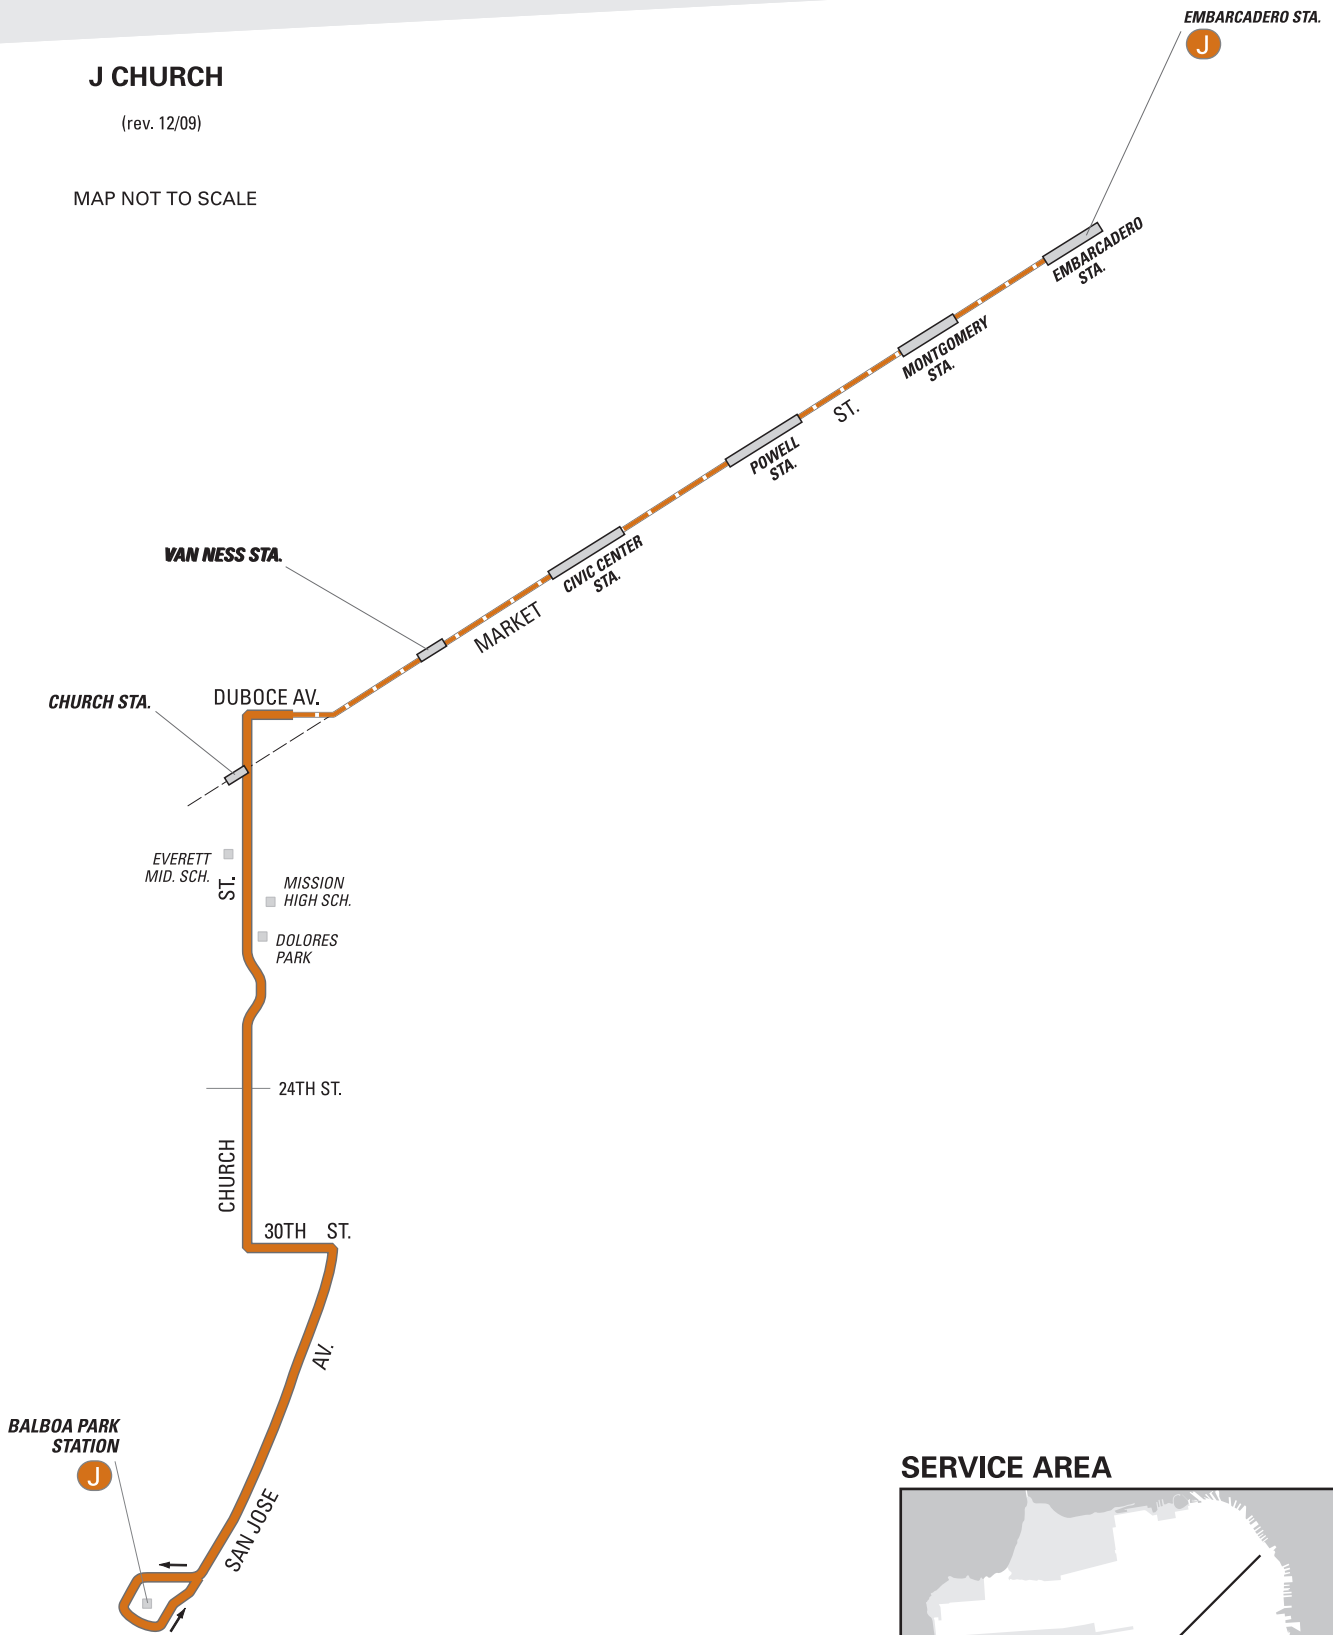 EMBARCADERO STA.
J
J CHURCH
(rev. 12/09)
MAP NOT TO SCALE
EMBARCADERO
STA.
MONTGOMERY
STA.
ST.
POWELL
STA.
CIVIC CENTER
STA.
VAN NESS STA.
MARKET
DUBOCE AV.
CHURCH STA.
EVERETT
MID. SCH.
ST.
MISSION
HIGH SCH.
DOLORES
PARK
24TH ST.
CHURCH
30TH ST.
AV.
BALBOA PARK
STATION
J
SAN JOSE
SERVICE AREA